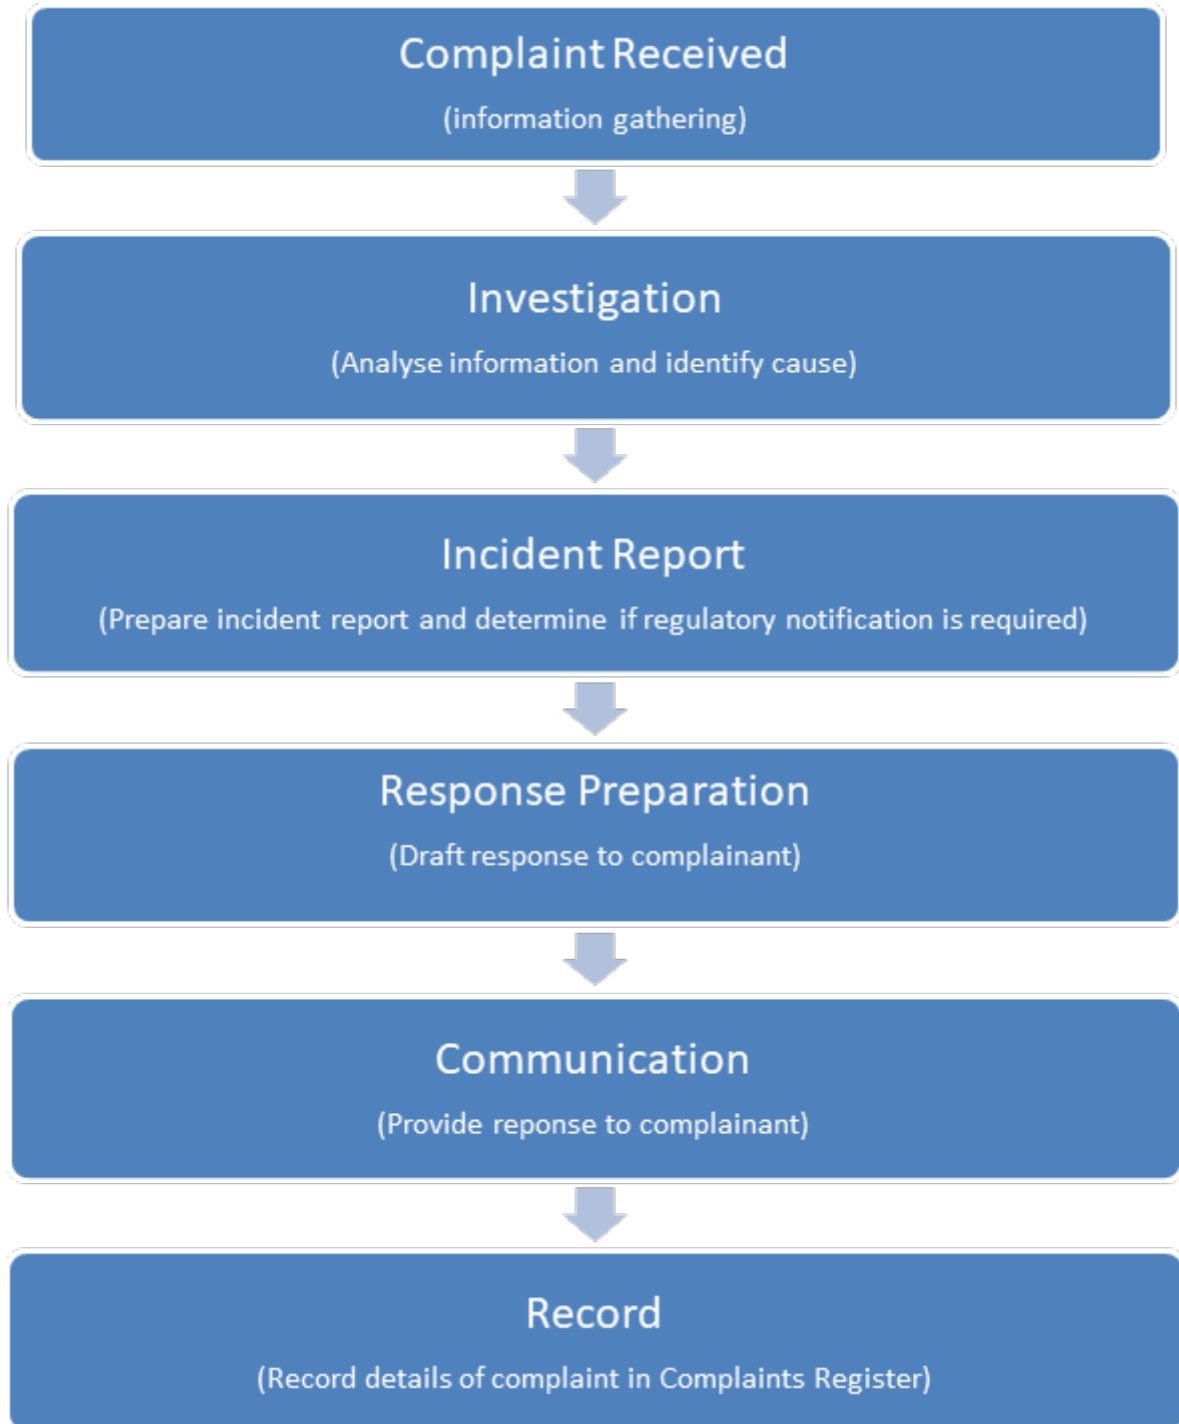 Complaint Received
(information gathering)
Investigation
(Analyse information and identify cause)
Incident Report
(Prepare incident report and determine if regulatory notification is required)
Response Preparation
(Draft response to complainant)
Communication
(Provide reponse to complainant)
Record
(Record details of complaint in Complaints Register)